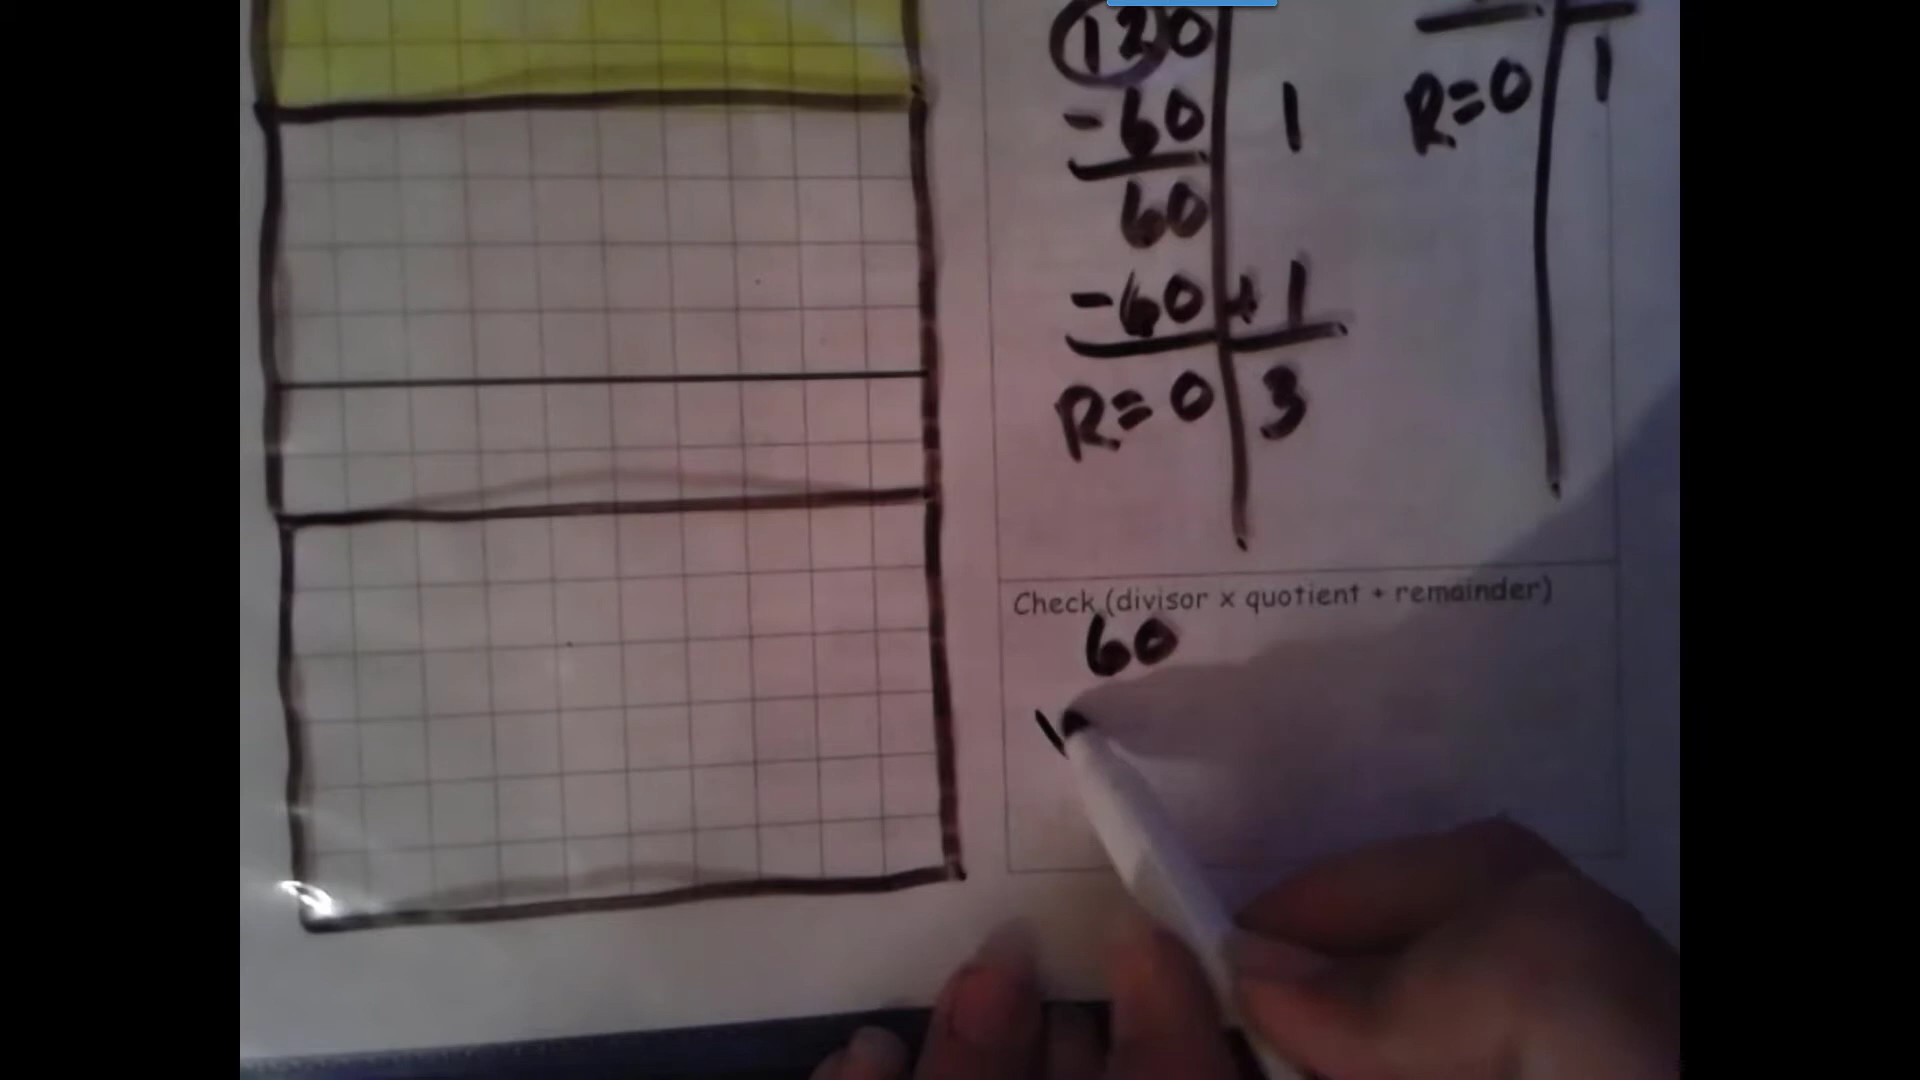 120
-60 1
60
-60 + 1
R=0 3
R=0 1
Check (divisor x quotient + remainder)
60